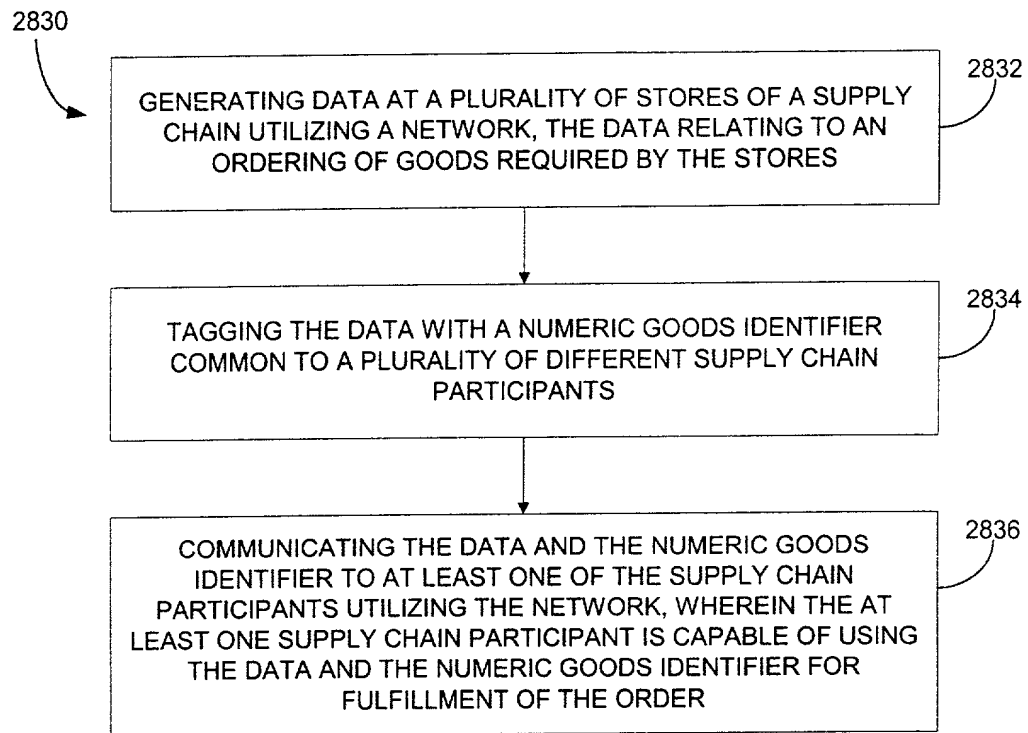 2830
2832
GENERATING DATA AT A PLURALITY OF STORES OF A SUPPLY
CHAIN UTILIZING A NETWORK, THE DATA RELATING TO AN
ORDERING OF GOODS REQUIRED BY THE STORES
2834
TAGGING THE DATA WITH A NUMERIC GOODS IDENTIFIER
COMMON TO A PLURALITY OF DIFFERENT SUPPLY CHAIN
PARTICIPANTS
2836
COMMUNICATING THE DATA AND THE NUMERIC GOODS
IDENTIFIER TO AT LEAST ONE OF THE SUPPLY CHAIN
PARTICIPANTS UTILIZING THE NETWORK, WHEREIN THE AT
LEAST ONE SUPPLY CHAIN PARTICIPANT IS CAPABLE OF USING
THE DATA AND THE NUMERIC GOODS IDENTIFIER FOR
FULFILLMENT OF THE ORDER